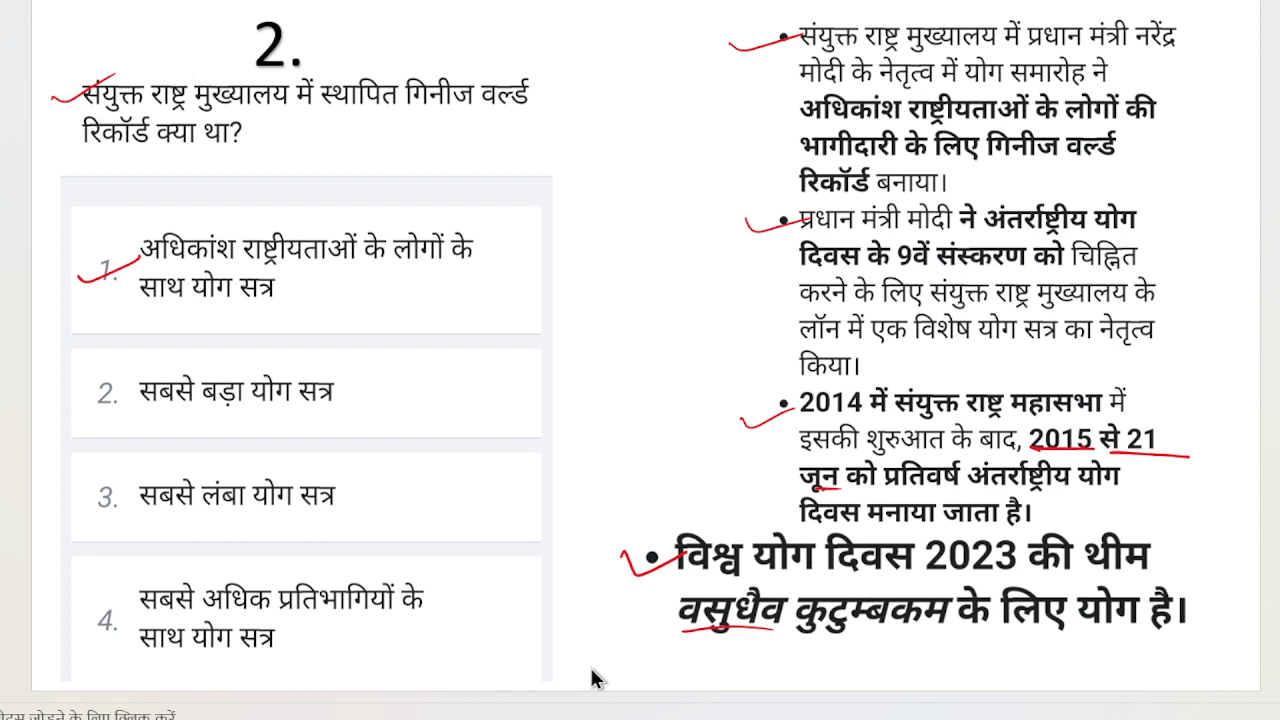 2.
संयुक्त राष्ट्र मुख्यालय में स्थापित गिनीज वर्ल्ड
रिकॉर्ड क्या था?
1. अधिकांश राष्ट्रीयताओं के लोगों के
साथ योग सत्र
2. सबसे बड़ा योग सत्र
3. सबसे लंबा योग सत्र
4. सबसे अधिक प्रतिभागियों के
साथ योग सत्र
• संयुक्त राष्ट्र मुख्यालय में प्रधान मंत्री नरेंद्र
मोदी के नेतृत्व में योग समारोह ने
अधिकांश राष्ट्रीयताओं के लोगों की
भागीदारी के लिए गिनीज वर्ल्ड
रिकॉर्ड बनाया।
• प्रधान मंत्री मोदी ने अंतर्राष्ट्रीय योग
दिवस के 9वें संस्करण को चिह्नित
करने के लिए संयुक्त राष्ट्र मुख्यालय के
लॉन में एक विशेष योग सत्र का नेतृत्व
किया।
• 2014 में संयुक्त राष्ट्र महासभा में
इसकी शुरुआत के बाद, 2015 से 21
जून को प्रतिवर्ष अंतर्राष्ट्रीय योग
दिवस मनाया जाता है।
• विश्व योग दिवस 2023 की थीम
वसुधैव कुटुम्बकम के लिए योग है।
जोड़ने के लिए क्लिक करें